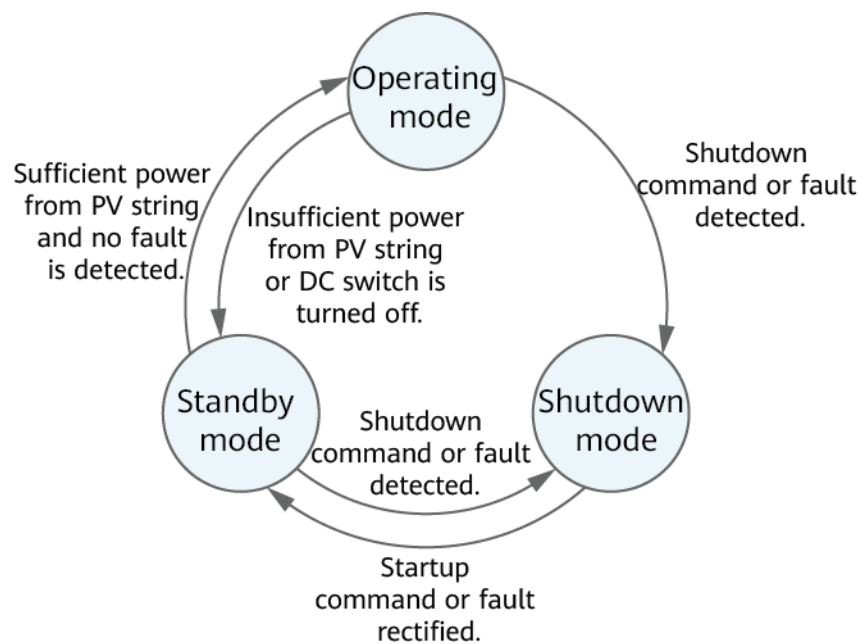 Operating
mode
Shutdown
command or fault
detected.
Sufficient power
from PV string
and no fault
is detected.
Insufficient power
from PV string
or DC switch is
turned off.
Standby
mode
Shutdown
command or fault
detected.
Shutdown
mode
Startup
command or fault
rectified.